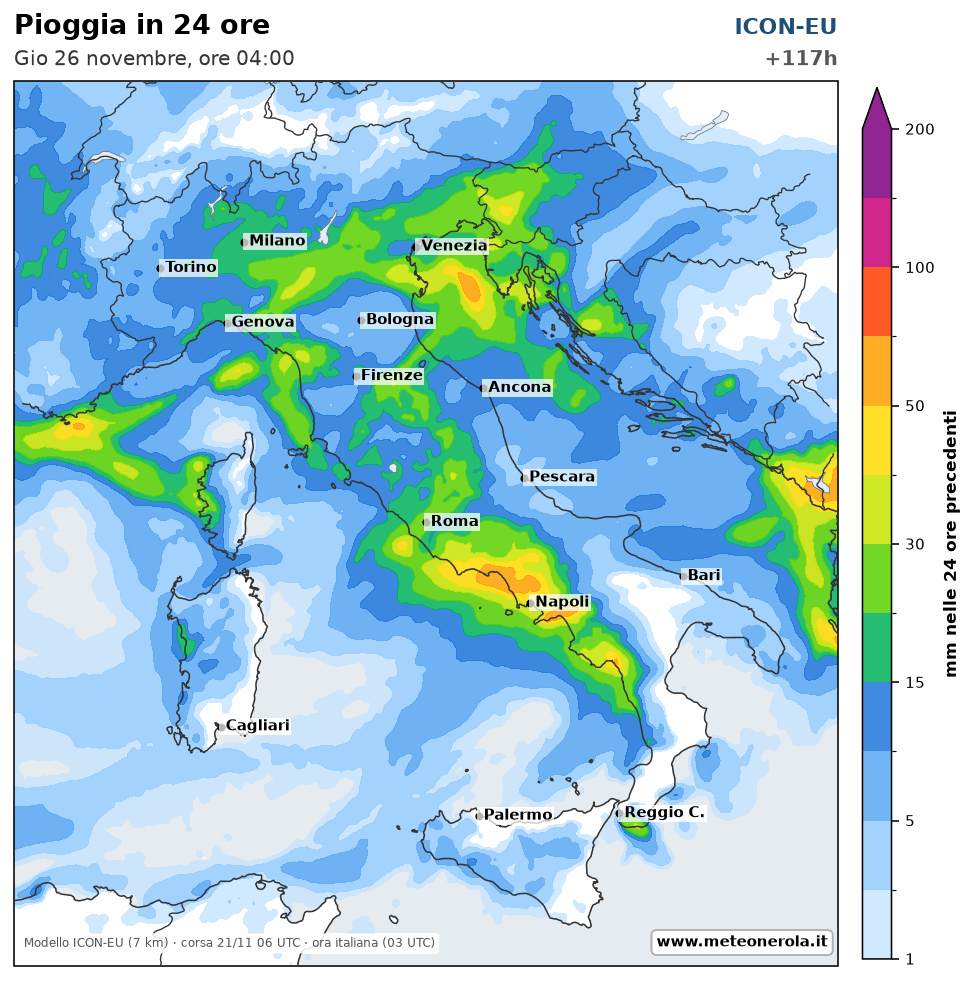 Pioggia in 24 ore
ICON-EU
Gio 26 novembre, ore 04:00
+117h
200
100
50
30
15
5
1
mm nelle 24 ore precedenti
Milano
Venezia
Torino
Genova
Bologna
Firenze
Ancona
Pescara
Roma
Bari
Napoli
Cagliari
Palermo
Reggio C.
Modello ICON-EU (7 km) · corsa 21/11 06 UTC · ora italiana (03 UTC)
www.meteonerola.it